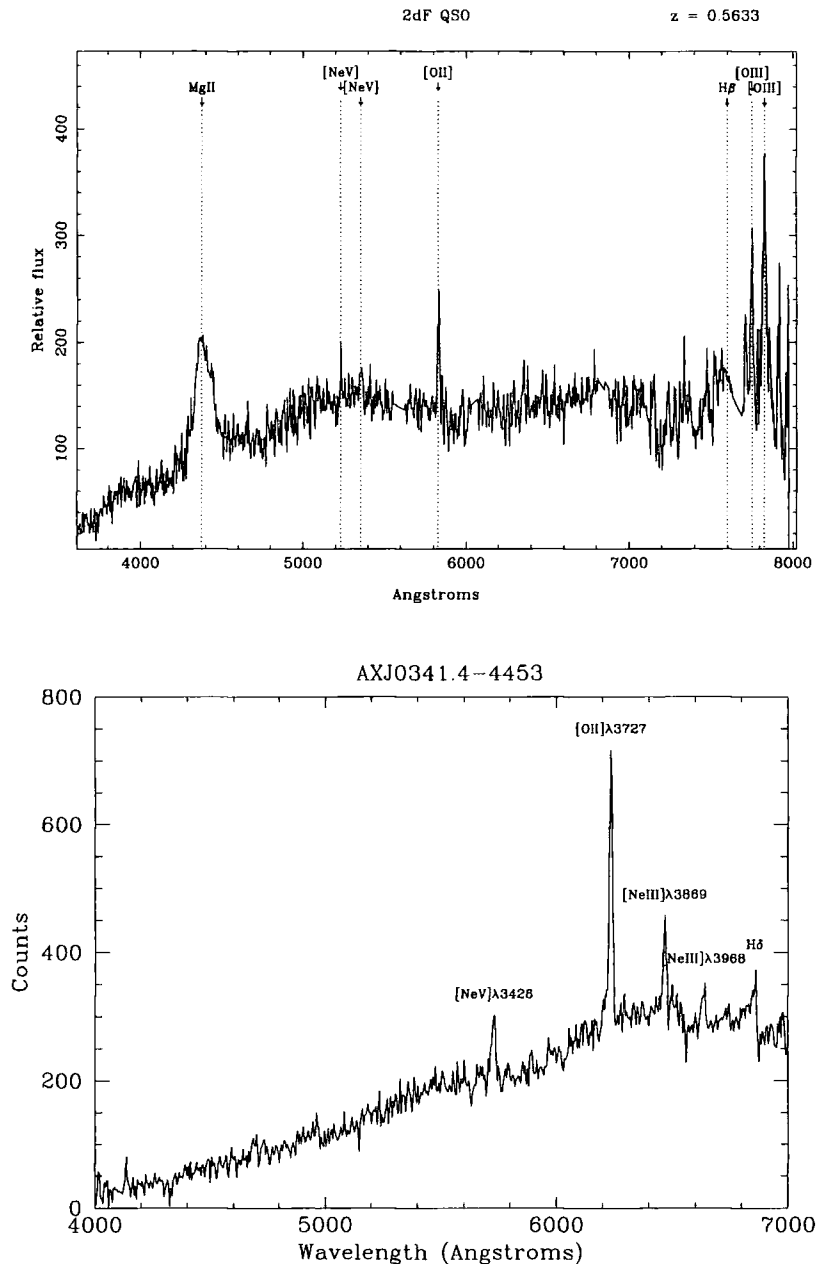 2dF QSO z = 0.5633
[NeV] [OII] [OIII]
MgII [NeV] Hβ [OIII]
400
300
200
100
Relative flux
4000 5000 6000 7000 8000
Angstroms
AXJ0341.4-4453
800
600
400
200
0
Counts
[OII]λ3727
[NeIII]λ3869
[NeIII]λ3968
Hδ
[NeV]λ3426
4000 5000 6000 7000
Wavelength (Angstroms)